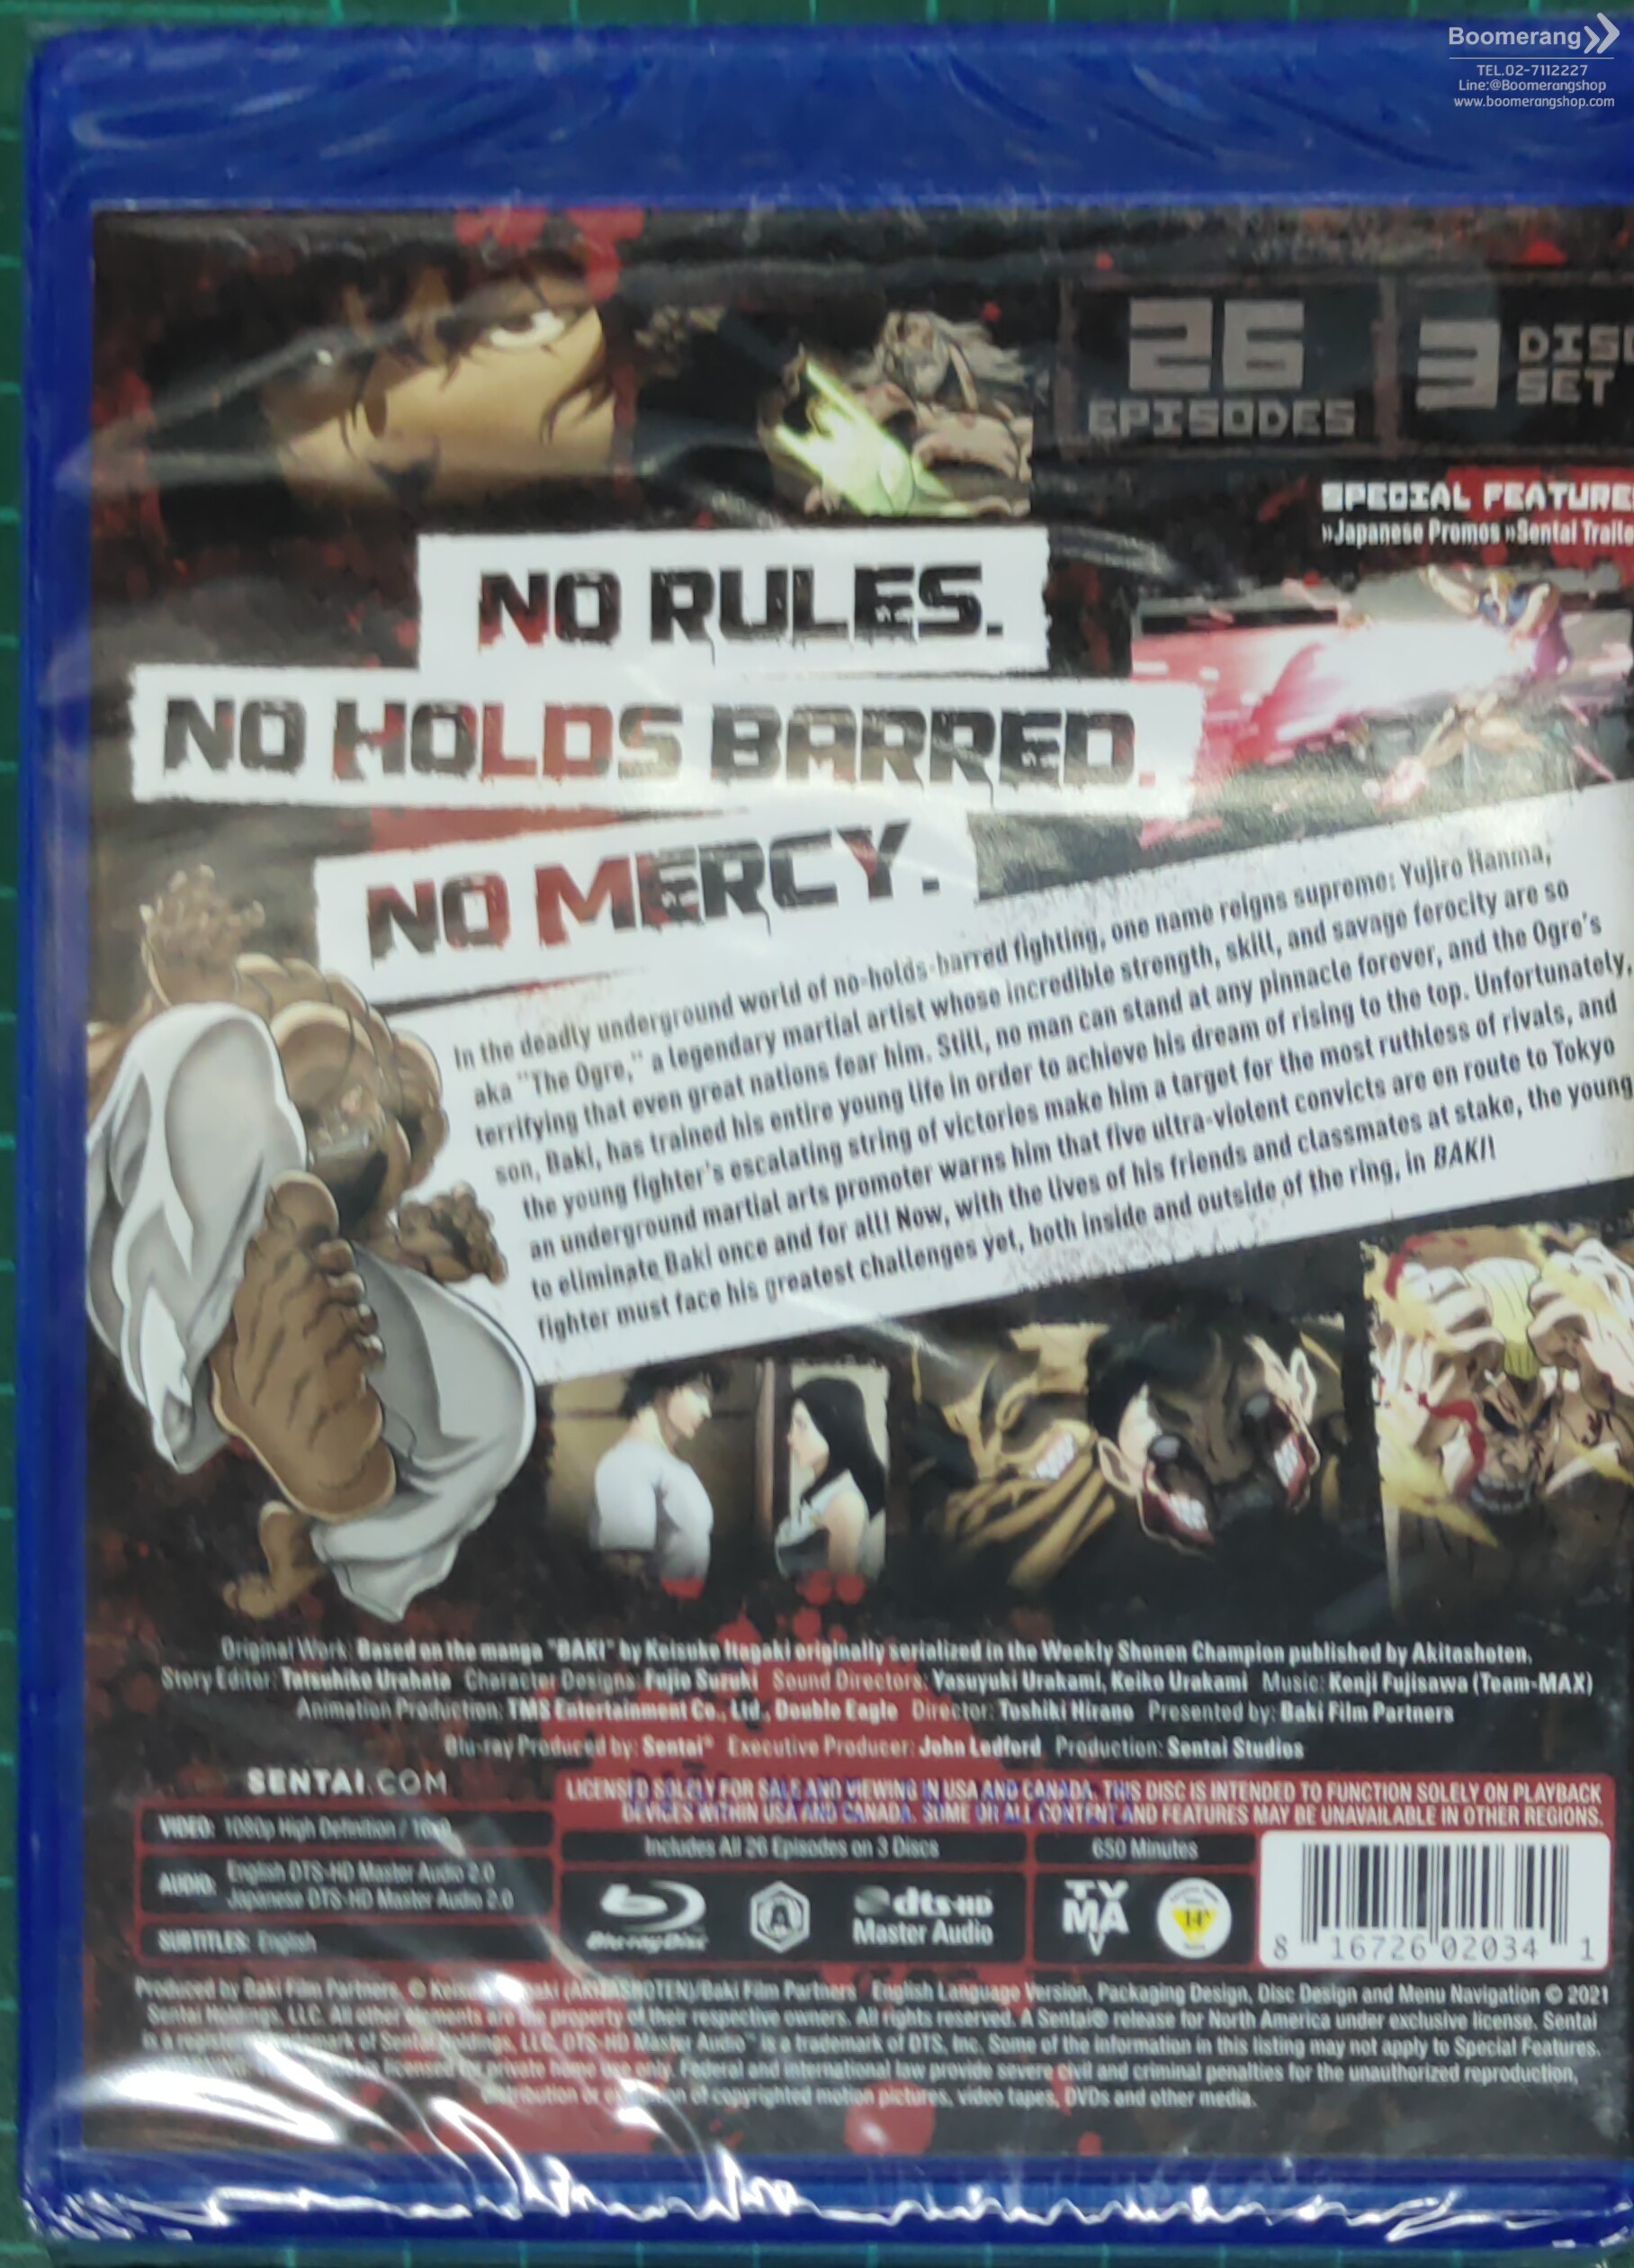 Boomerang
TEL.02-7112227
Line:@Boomerangshop
www.boomerangshop.com
26
EPISODES
3
DISC
SET
SPECIAL FEATURE
»Japanese Promos »Sentai Traile
NO RULES.
NO HOLDS BARRED.
NO MERCY.
In the deadly underground world of no-holds-barred fighting, one name reigns supreme: Yujiro Hanma,
aka "The Ogre," a legendary martial artist whose incredible strength, skill, and savage ferocity are so
terrifying that even great nations fear him. Still, no man can stand at any pinnacle forever, and the Ogre's
son, Baki, has trained his entire young life in order to achieve his dream of rising to the top. Unfortunately,
the young fighter's escalating string of victories make him a target for the most ruthless of rivals, and
an underground martial arts promoter warns him that five ultra-violent convicts are en route to Tokyo
to eliminate Baki once and for all! Now, with the lives of his friends and classmates at stake, the young
fighter must face his greatest challenges yet, both inside and outside of the ring, in BAKI!
Original Work: Based on the manga "BAKI" by Keisuke Itagaki originally serialized in the Weekly Shonen Champion published by Akitashoten.
Story Editor: Tatsuhiko Urahata Character Designs: Fujio Suzuki Sound Directors: Yasuyuki Urakami, Keiko Urakami Music: Kenji Fujisawa (Team-MAX)
Animation Production: TMS Entertainment Co., Ltd., Double Eagle Director: Toshiki Hirano Presented by: Baki Film Partners
Blu-ray Produced by: Sentai® Executive Producer: John Ledford Production: Sentai Studios
SENTAI.COM
LICENSED SOLELY FOR SALE AND VIEWING IN USA AND CANADA. THIS DISC IS INTENDED TO FUNCTION SOLELY ON PLAYBACK
DEVICES WITHIN USA AND CANADA. SOME OR ALL CONTENT AND FEATURES MAY BE UNAVAILABLE IN OTHER REGIONS.
VIDEO: 1080p High Definition / 16x9
AUDIO: English DTS-HD Master Audio 2.0
Japanese DTS-HD Master Audio 2.0
SUBTITLES: English
Includes All 26 Episodes on 3 Discs
650 Minutes
Blu-ray Disc
A
dts-HD
Master Audio
TV
MA
V
14+
8 16726 02034 1
Produced by Baki Film Partners. © (AKITASHOTEN)/Baki Film Partners English Language Version, Packaging Design, Disc Design and Menu Navigation © 2021
Sentai Holdings, LLC. All other elements are the property of their respective owners. All rights reserved. A Sentai® release for North America under exclusive license. Sentai
is a of Sentai Holdings, LLC. DTS-HD Master Audio™ is a trademark of DTS, Inc. Some of the information in this listing may not apply to Special Features.
licensed for private home use only. Federal and international law provide severe civil and criminal penalties for the unauthorized reproduction,
distribution or of copyrighted motion pictures, video tapes, DVDs and other media.